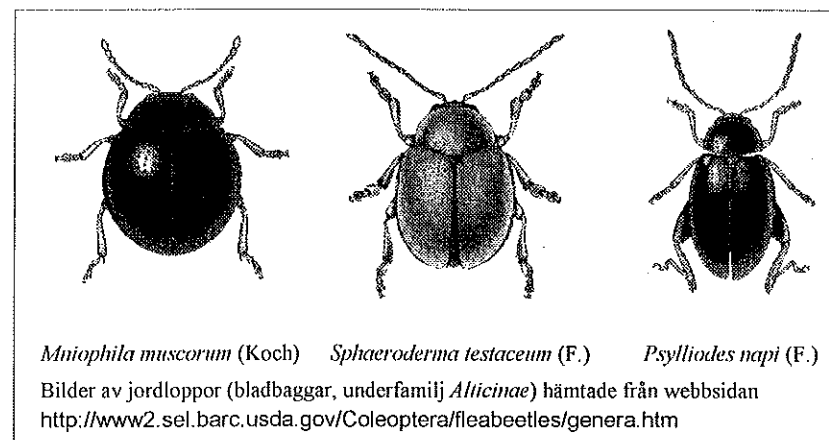 Mniophila muscorum (Koch) Sphaeroderma testaceum (F.) Psylliodes napi (F.)
Bilder av jordloppor (bladbaggar, underfamilj Alticinae) hämtade från webbsidan
http://www2.sel.barc.usda.gov/Coleoptera/fleabeetles/genera.htm